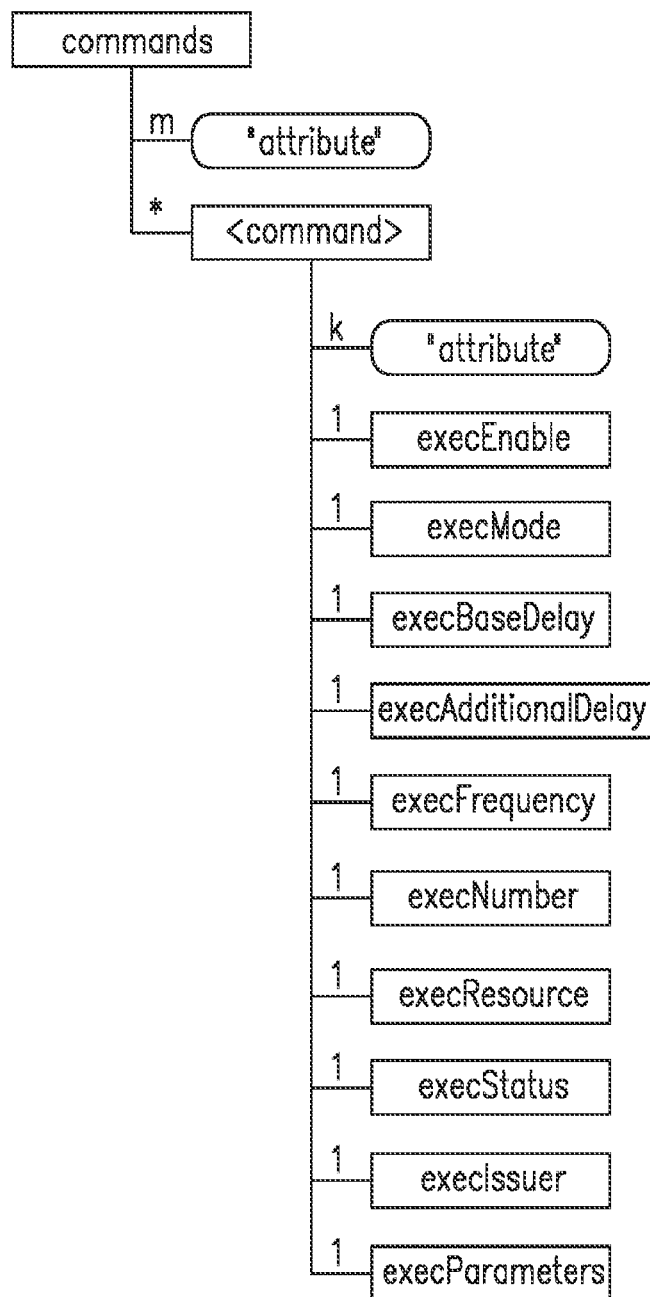 commands
m
"attribute"
*
<command>
k
"attribute"
1
execEnable
1
execMode
1
execBaseDelay
1
execAdditionalDelay
1
execFrequency
1
execNumber
1
execResource
1
execStatus
1
execIssuer
1
execParameters